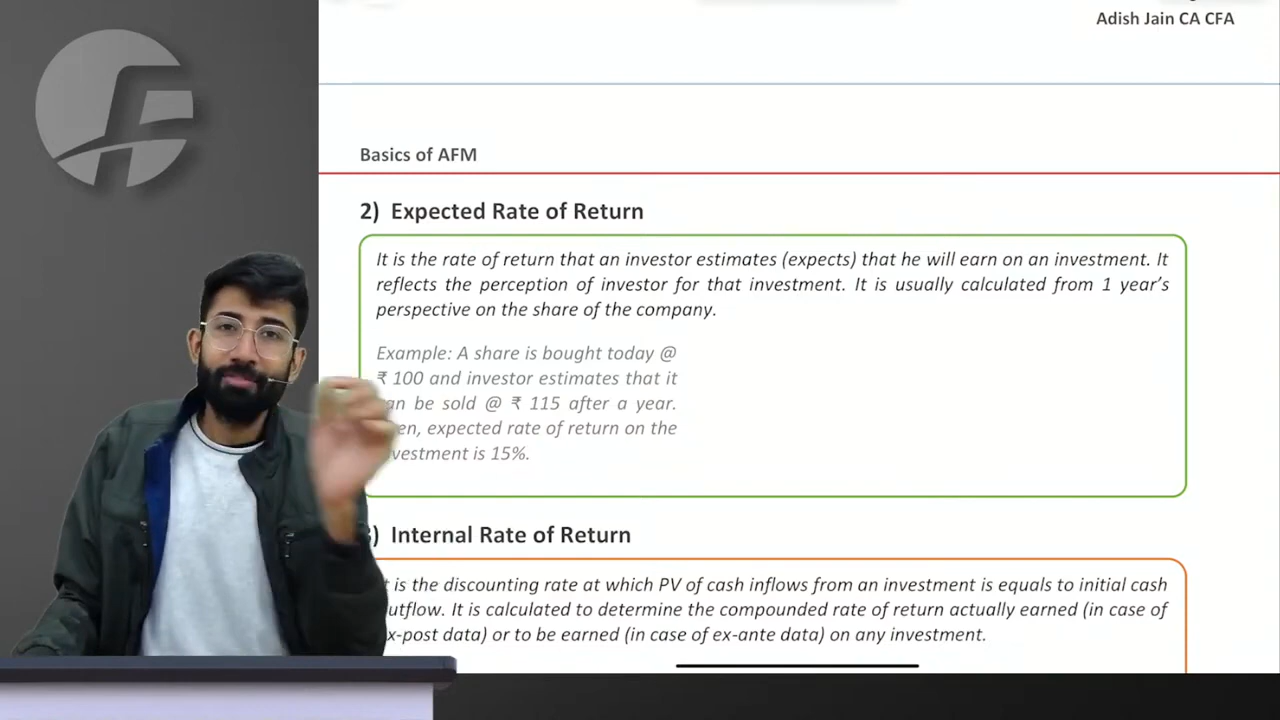 Adish Jain CA CFA
Basics of AFM
2) Expected Rate of Return
It is the rate of return that an investor estimates (expects) that he will earn on an investment. It
reflects the perception of investor for that investment. It is usually calculated from 1 year's
perspective on the share of the company.
Example: A share is bought today @
₹ 100 and investor estimates that it
an be sold @ ₹ 115 after a year.
en, expected rate of return on the
vestment is 15%.
) Internal Rate of Return
t is the discounting rate at which PV of cash inflows from an investment is equals to initial cash
utflow. It is calculated to determine the compounded rate of return actually earned (in case of
x-post data) or to be earned (in case of ex-ante data) on any investment.